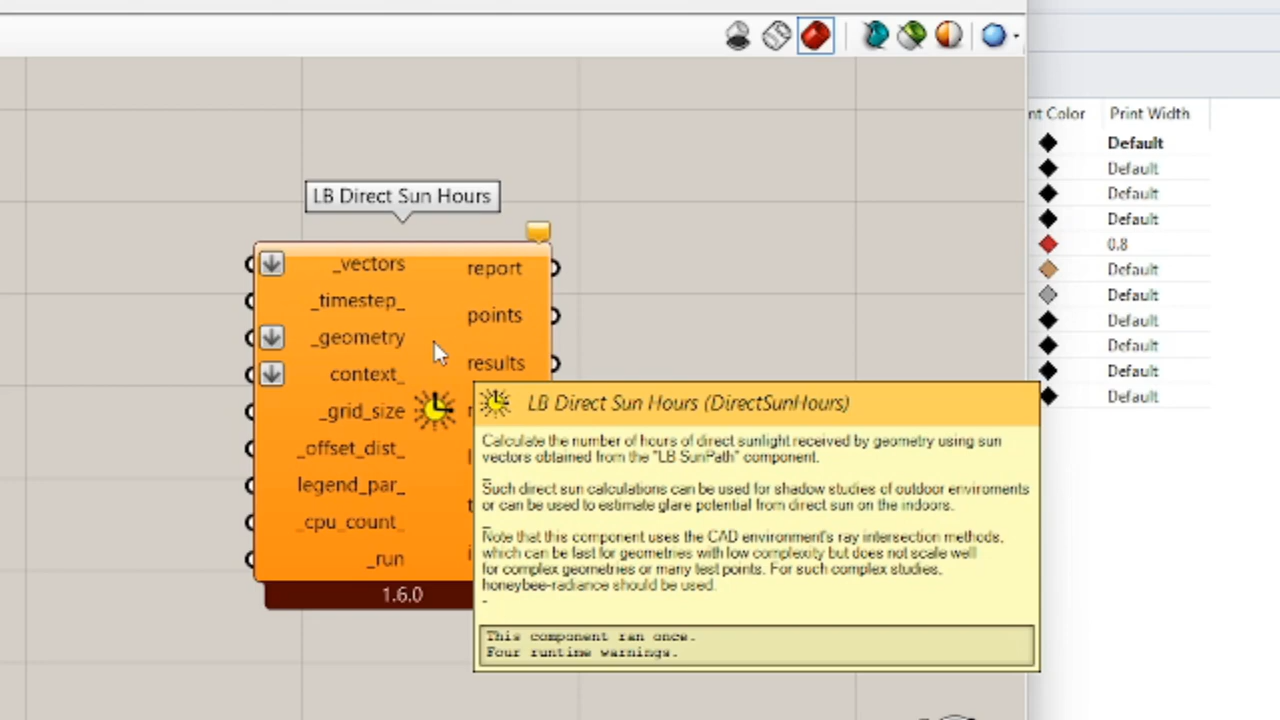 nt Color
Print Width
Default
Default
Default
Default
0.8
Default
Default
Default
Default
Default
Default
LB Direct Sun Hours
_vectors
_timestep_
_geometry
context_
_grid_size
_offset_dist_
legend_par_
_cpu_count_
_run
report
points
results
1.6.0
LB Direct Sun Hours (DirectSunHours)
Calculate the number of hours of direct sunlight received by geometry using sun
vectors obtained from the "LB SunPath" component.
_
Such direct sun calculations can be used for shadow studies of outdoor enviroments
or can be used to estimate glare potential from direct sun on the indoors.
_
Note that this component uses the CAD environment's ray intersection methods,
which can be fast for geometries with low complexity but does not scale well
for complex geometries or many test points. For such complex studies,
honeybee-radiance should be used.
-
This component ran once.
Four runtime warnings.